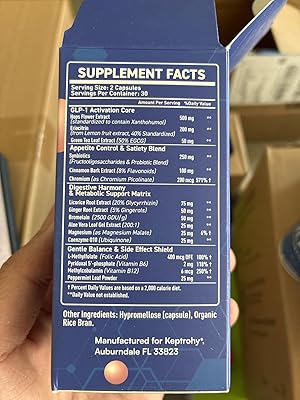 SUPPLEMENT FACTS
Serving Size: 2 Capsules
Servings Per Container: 30
Amount Per Serving %Daily Value
GLP-1 Activation Core
Hops Flower Extract 500 mg **
(standardized to contain Xanthohumol)
Eriocitrin 200 mg **
(from Lemon fruit extract, 40% Standardized)
Green Tea Leaf Extract (50% EGCG) 50 mg **
Appetite Control & Satiety Blend
Synbiotics 250 mg **
(Fructooligosaccharides & Probiotic Blend)
Cinnamon Bark Extract (8% Flavonoids) 100 mg **
Chromium (as Chromium Picolinate) 200 mcg 571% †
Digestive Harmony
& Metabolic Support Matrix
Licorice Root Extract (20% Glycyrrhizin) 75 mg **
Ginger Root Extract (5% Gingerols) 50 mg **
Bromelain (2500 GDU/g) 50 mg **
Aloe Vera Leaf Gel (200:1) 25 mg **
Magnesium (as Magnesium Malate) 25 mg 6% †
Coenzyme Q10 (Ubiquinone) 25 mg **
Gentle Balance & Side Effect Shield
L-Methylfolate (Folic Acid) 400 mcg DFE 100% †
Pyridoxal 5'-phosphate (Vitamin B6) 2 mg 118% †
Methylcobalamin (Vitamin B12) 6 mcg 250% †
Peppermint Leaf Powder 25 mg **
† Percent Daily Values are based on a 2,000 calorie diet.
**Daily Value not established.
Other Ingredients: Hypromellose (capsule), Organic
Rice Bran.
Manufactured for Keptrohy®.
Auburndale FL 33823